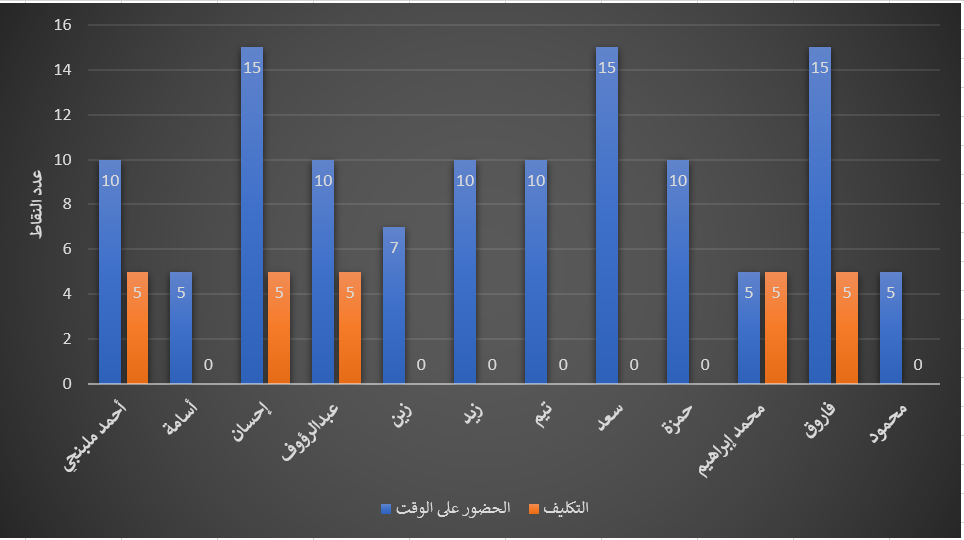 16
14
12
10
8
6
4
2
0
عدد النقاط
10 5 15 10 7 10 10 15 10 5 15 5
5 0 5 5 0 0 0 0 0 5 5 0
أحمد ملبنجي
أسامة
إحسان
عبدالرؤوف
زين
زيد
تيم
سعد
حمزة
محمد إبراهيم
فاروق
محمود
الحضور على الوقت
التكليف